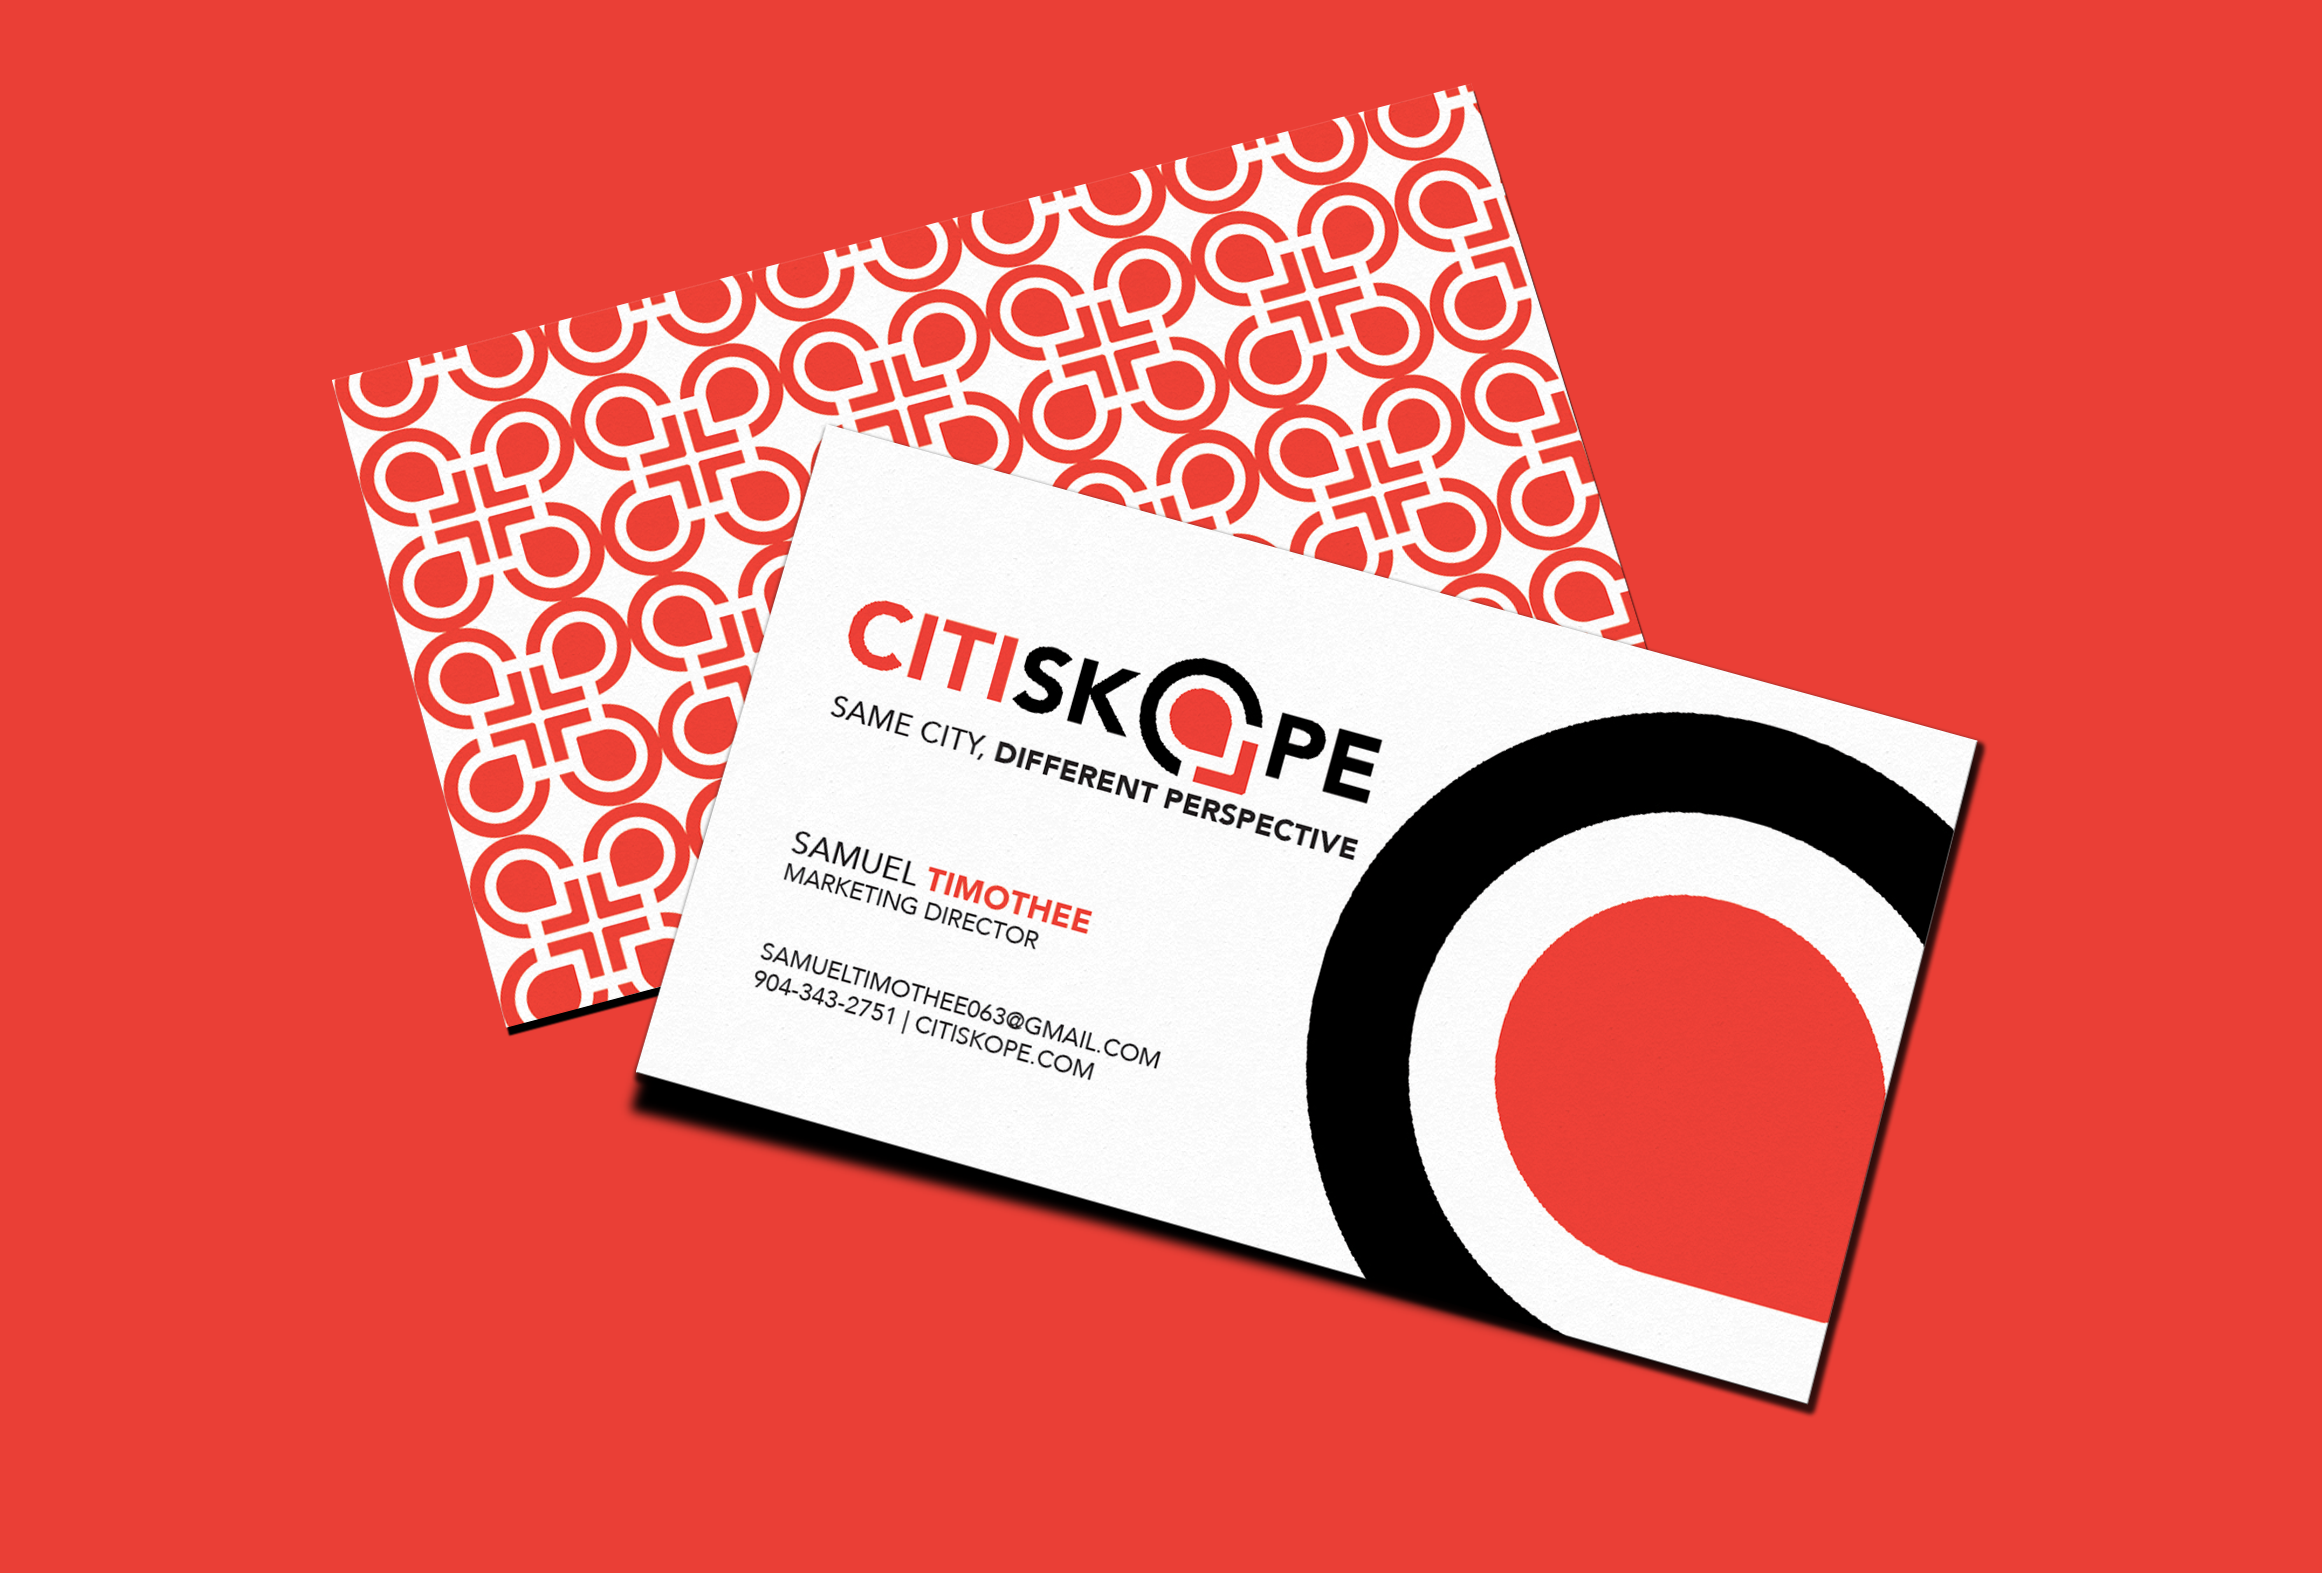 CITISKOPE
SAME CITY, DIFFERENT PERSPECTIVE
SAMUEL TIMOTHEE
MARKETING DIRECTOR
SAMUELTIMOTHEE063@GMAIL.COM
904-343-2751 | CITISKOPE.COM